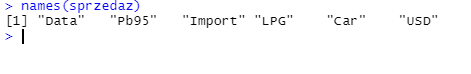 > names(sprzedaz)
[1] "Data"   "Pb95"   "Import" "LPG"    "Car"    "USD"
>